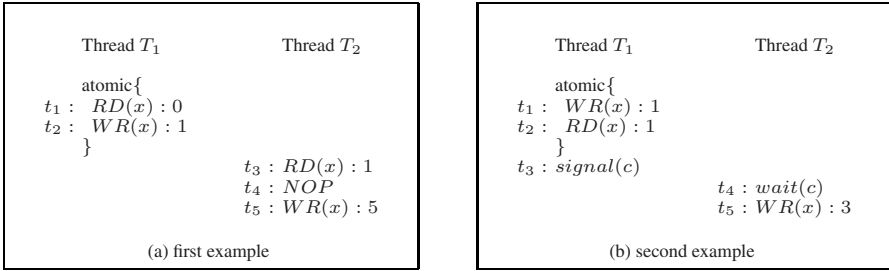 Thread T₁ Thread T₂
atomic{
t₁ : RD(x) : 0
t₂ : WR(x) : 1
}
t₃ : RD(x) : 1
t₄ : NOP
t₅ : WR(x) : 5
(a) first example
Thread T₁ Thread T₂
atomic{
t₁ : WR(x) : 1
t₂ : RD(x) : 1
}
t₃ : signal(c)
t₄ : wait(c)
t₅ : WR(x) : 3
(b) second example